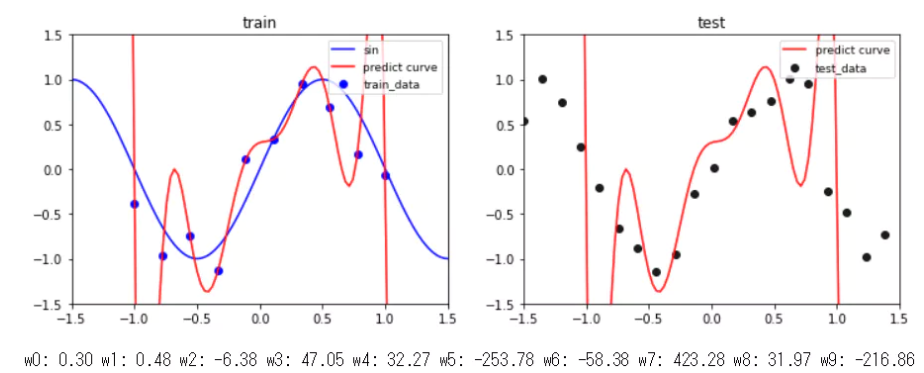 train
test
1.5
1.0
0.5
0.0
−0.5
−1.0
−1.5
−1.5 −1.0 −0.5 0.0 0.5 1.0 1.5
sin
predict curve
train_data
1.5
1.0
0.5
0.0
−0.5
−1.0
−1.5
−1.5 −1.0 −0.5 0.0 0.5 1.0 1.5
predict curve
test_data
w0: 0.30 w1: 0.48 w2: -6.38 w3: 47.05 w4: 32.27 w5: -253.78 w6: -58.38 w7: 423.28 w8: 31.97 w9: -216.86